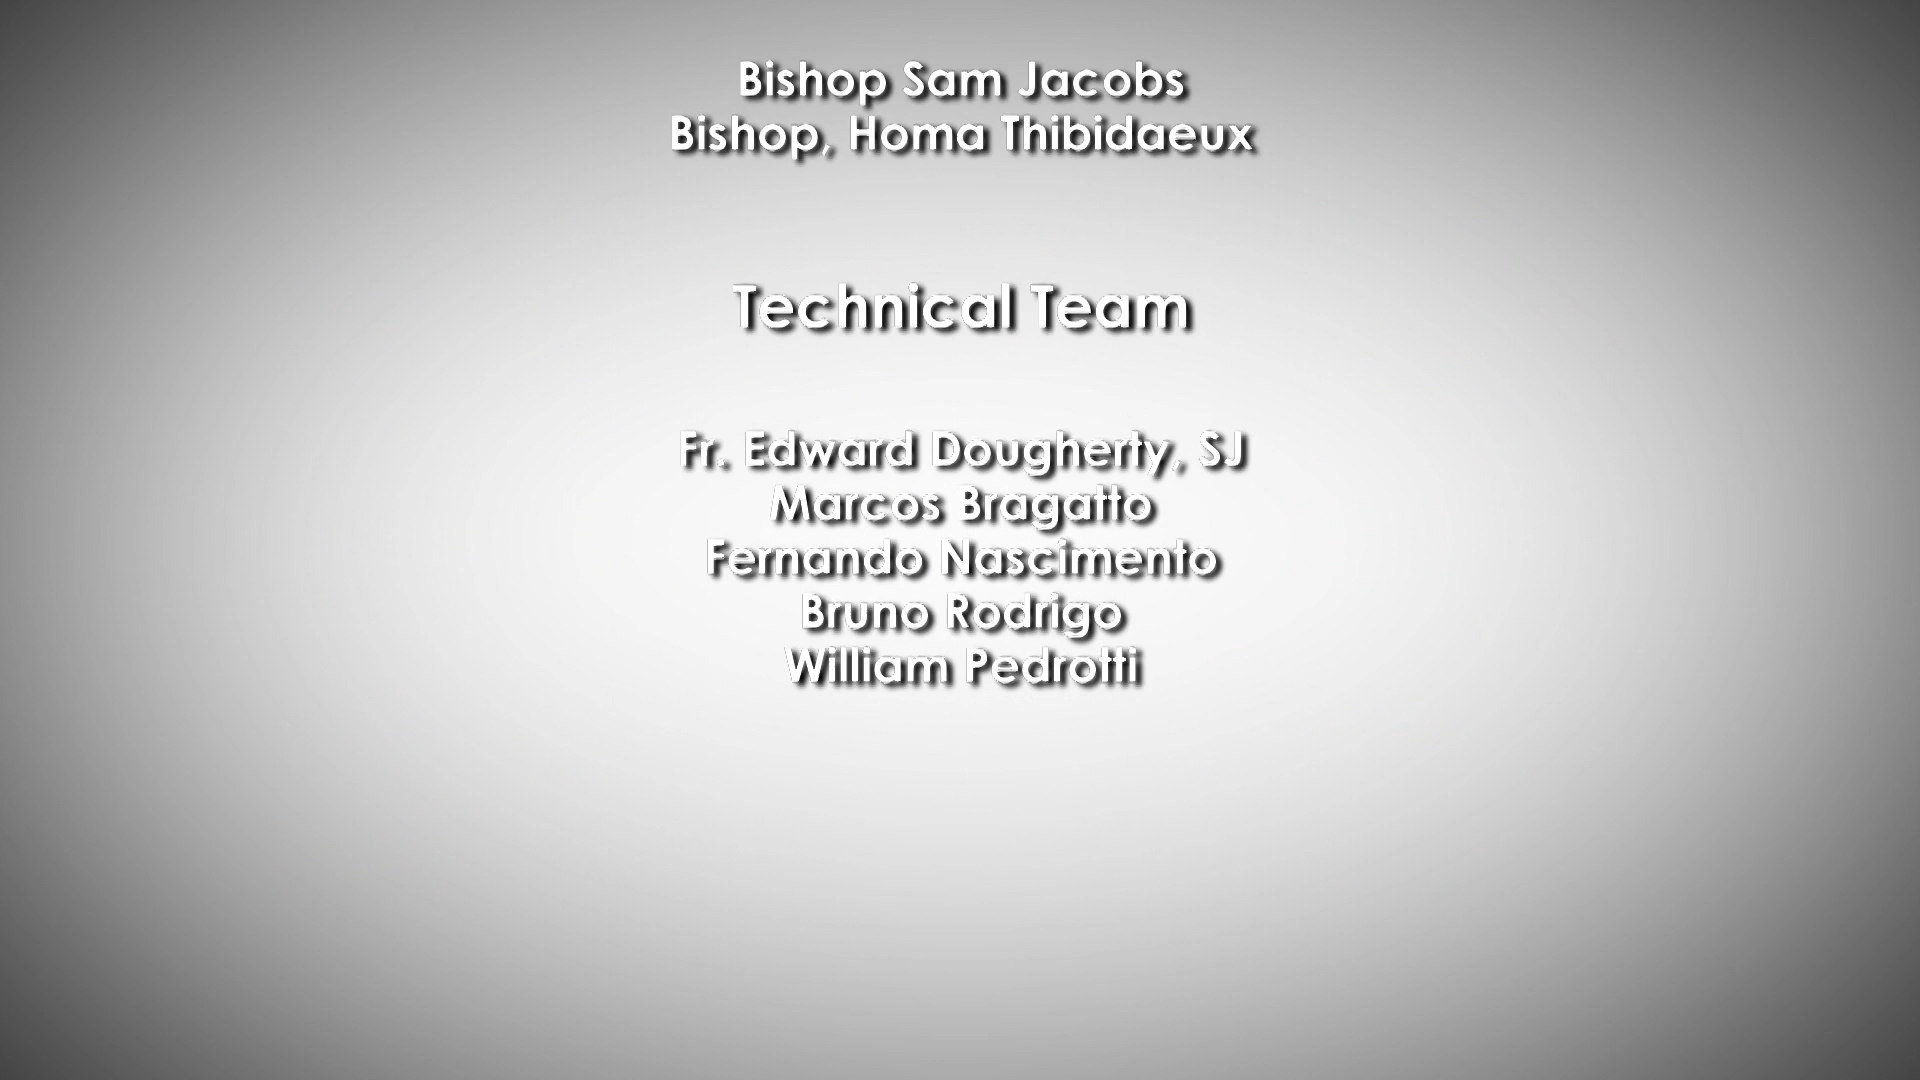 Bishop Sam Jacobs
Bishop, Homa Thibidaeux
Technical Team
Fr. Edward Dougherty, SJ
Marcos Bragatto
Fernando Nascimento
Bruno Rodrigo
William Pedrotti